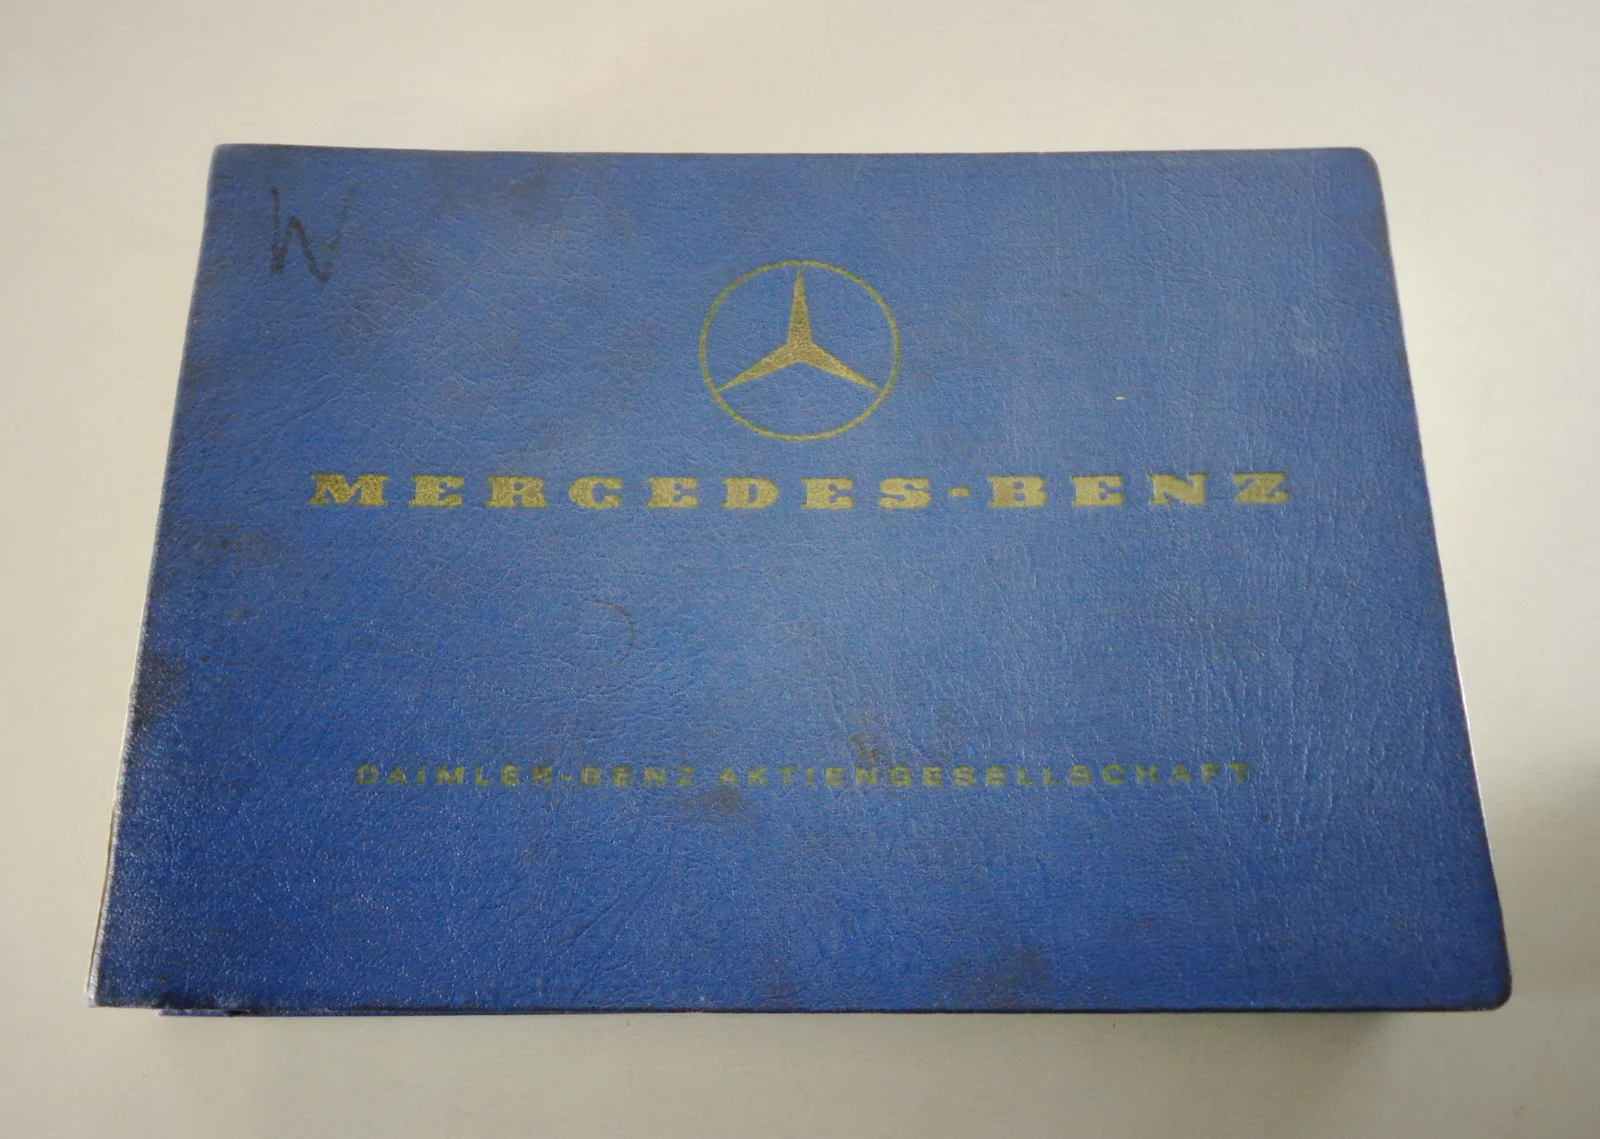 W
MERCEDES-BENZ
DAIMLER-BENZ AKTIENGESELLSCHAFT